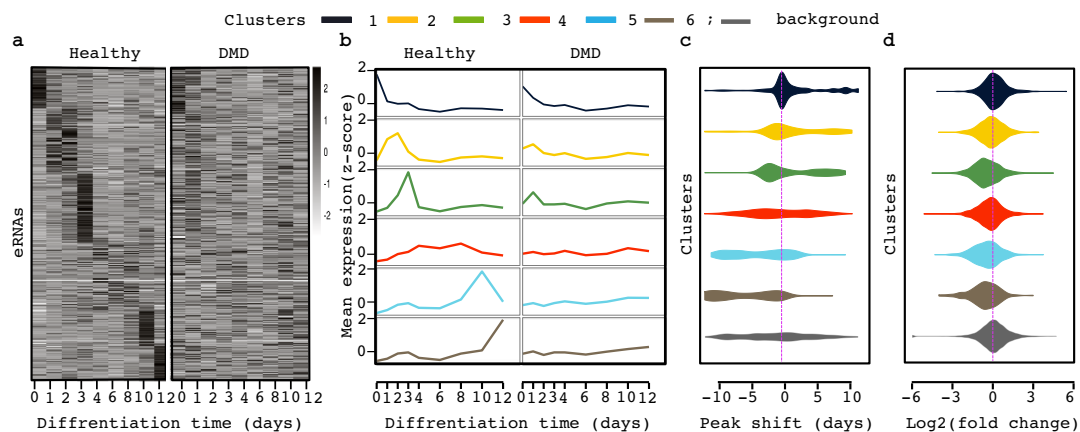 Clusters 1 2 3 4 5 6 ; background
a b c d
Healthy DMD Healthy DMD
2
1
0
-1
-2
eRNAs
0 1 2 3 4 6 8 10 12 0 1 2 3 4 6 8 10 12
Diffrentiation time (days)
Mean expression(z-score)
2
0
2
0
2
0
2
0
2
0
2
0
0 1 2 3 4 6 8 10 12 0 1 2 3 4 6 8 10 12
Diffrentiation time (days)
Clusters
-10 -5 0 5 10
Peak shift (days)
Clusters
-6 -3 0 3 6
Log2(fold change)